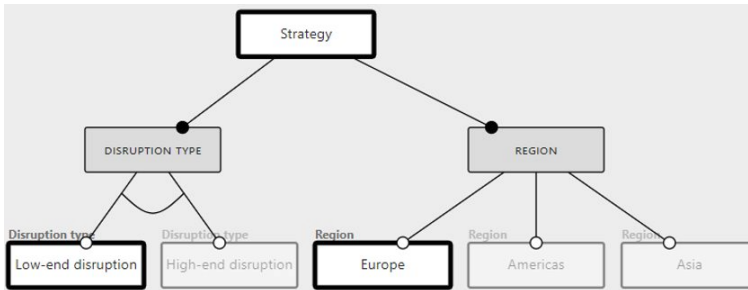 Strategy
DISRUPTION TYPE
REGION
Disruption type
Disruption type
Region
Region
Region
Low-end disruption
High-end disruption
Europe
Americas
Asia